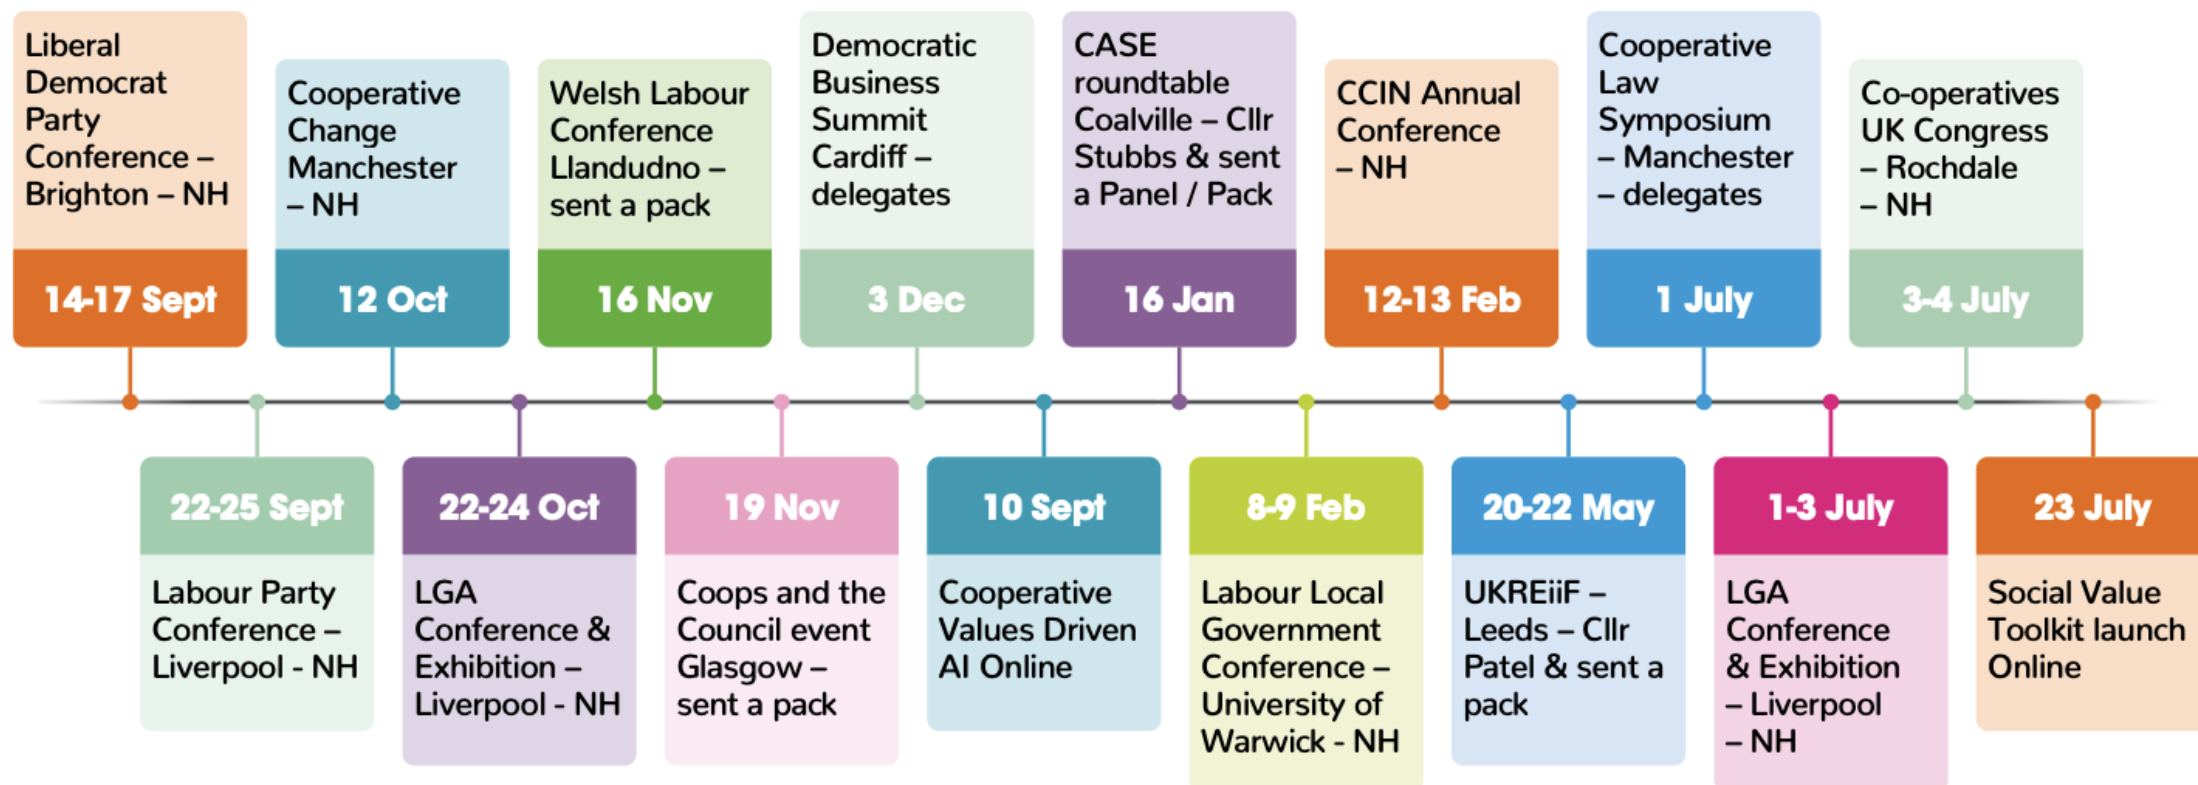 Liberal
Democrat
Party
Conference –
Brighton – NH
14-17 Sept
22-25 Sept
Labour Party
Conference –
Liverpool - NH
Cooperative
Change
Manchester
– NH
12 Oct
22-24 Oct
LGA
Conference &
Exhibition –
Liverpool - NH
Welsh Labour
Conference
Llandudno –
sent a pack
16 Nov
19 Nov
Coops and the
Council event
Glasgow –
sent a pack
Democratic
Business
Summit
Cardiff –
delegates
3 Dec
10 Sept
Cooperative
Values Driven
AI Online
CASE
roundtable
Coalville – Cllr
Stubbs & sent
a Panel / Pack
16 Jan
8-9 Feb
Labour Local
Government
Conference –
University of
Warwick - NH
CCIN Annual
Conference
– NH
12-13 Feb
20-22 May
UKREiiF –
Leeds – Cllr
Patel & sent a
pack
Cooperative
Law
Symposium
– Manchester
– delegates
1 July
1-3 July
LGA
Conference
& Exhibition
– Liverpool
– NH
Co-operatives
UK Congress
– Rochdale
– NH
3-4 July
23 July
Social Value
Toolkit launch
Online